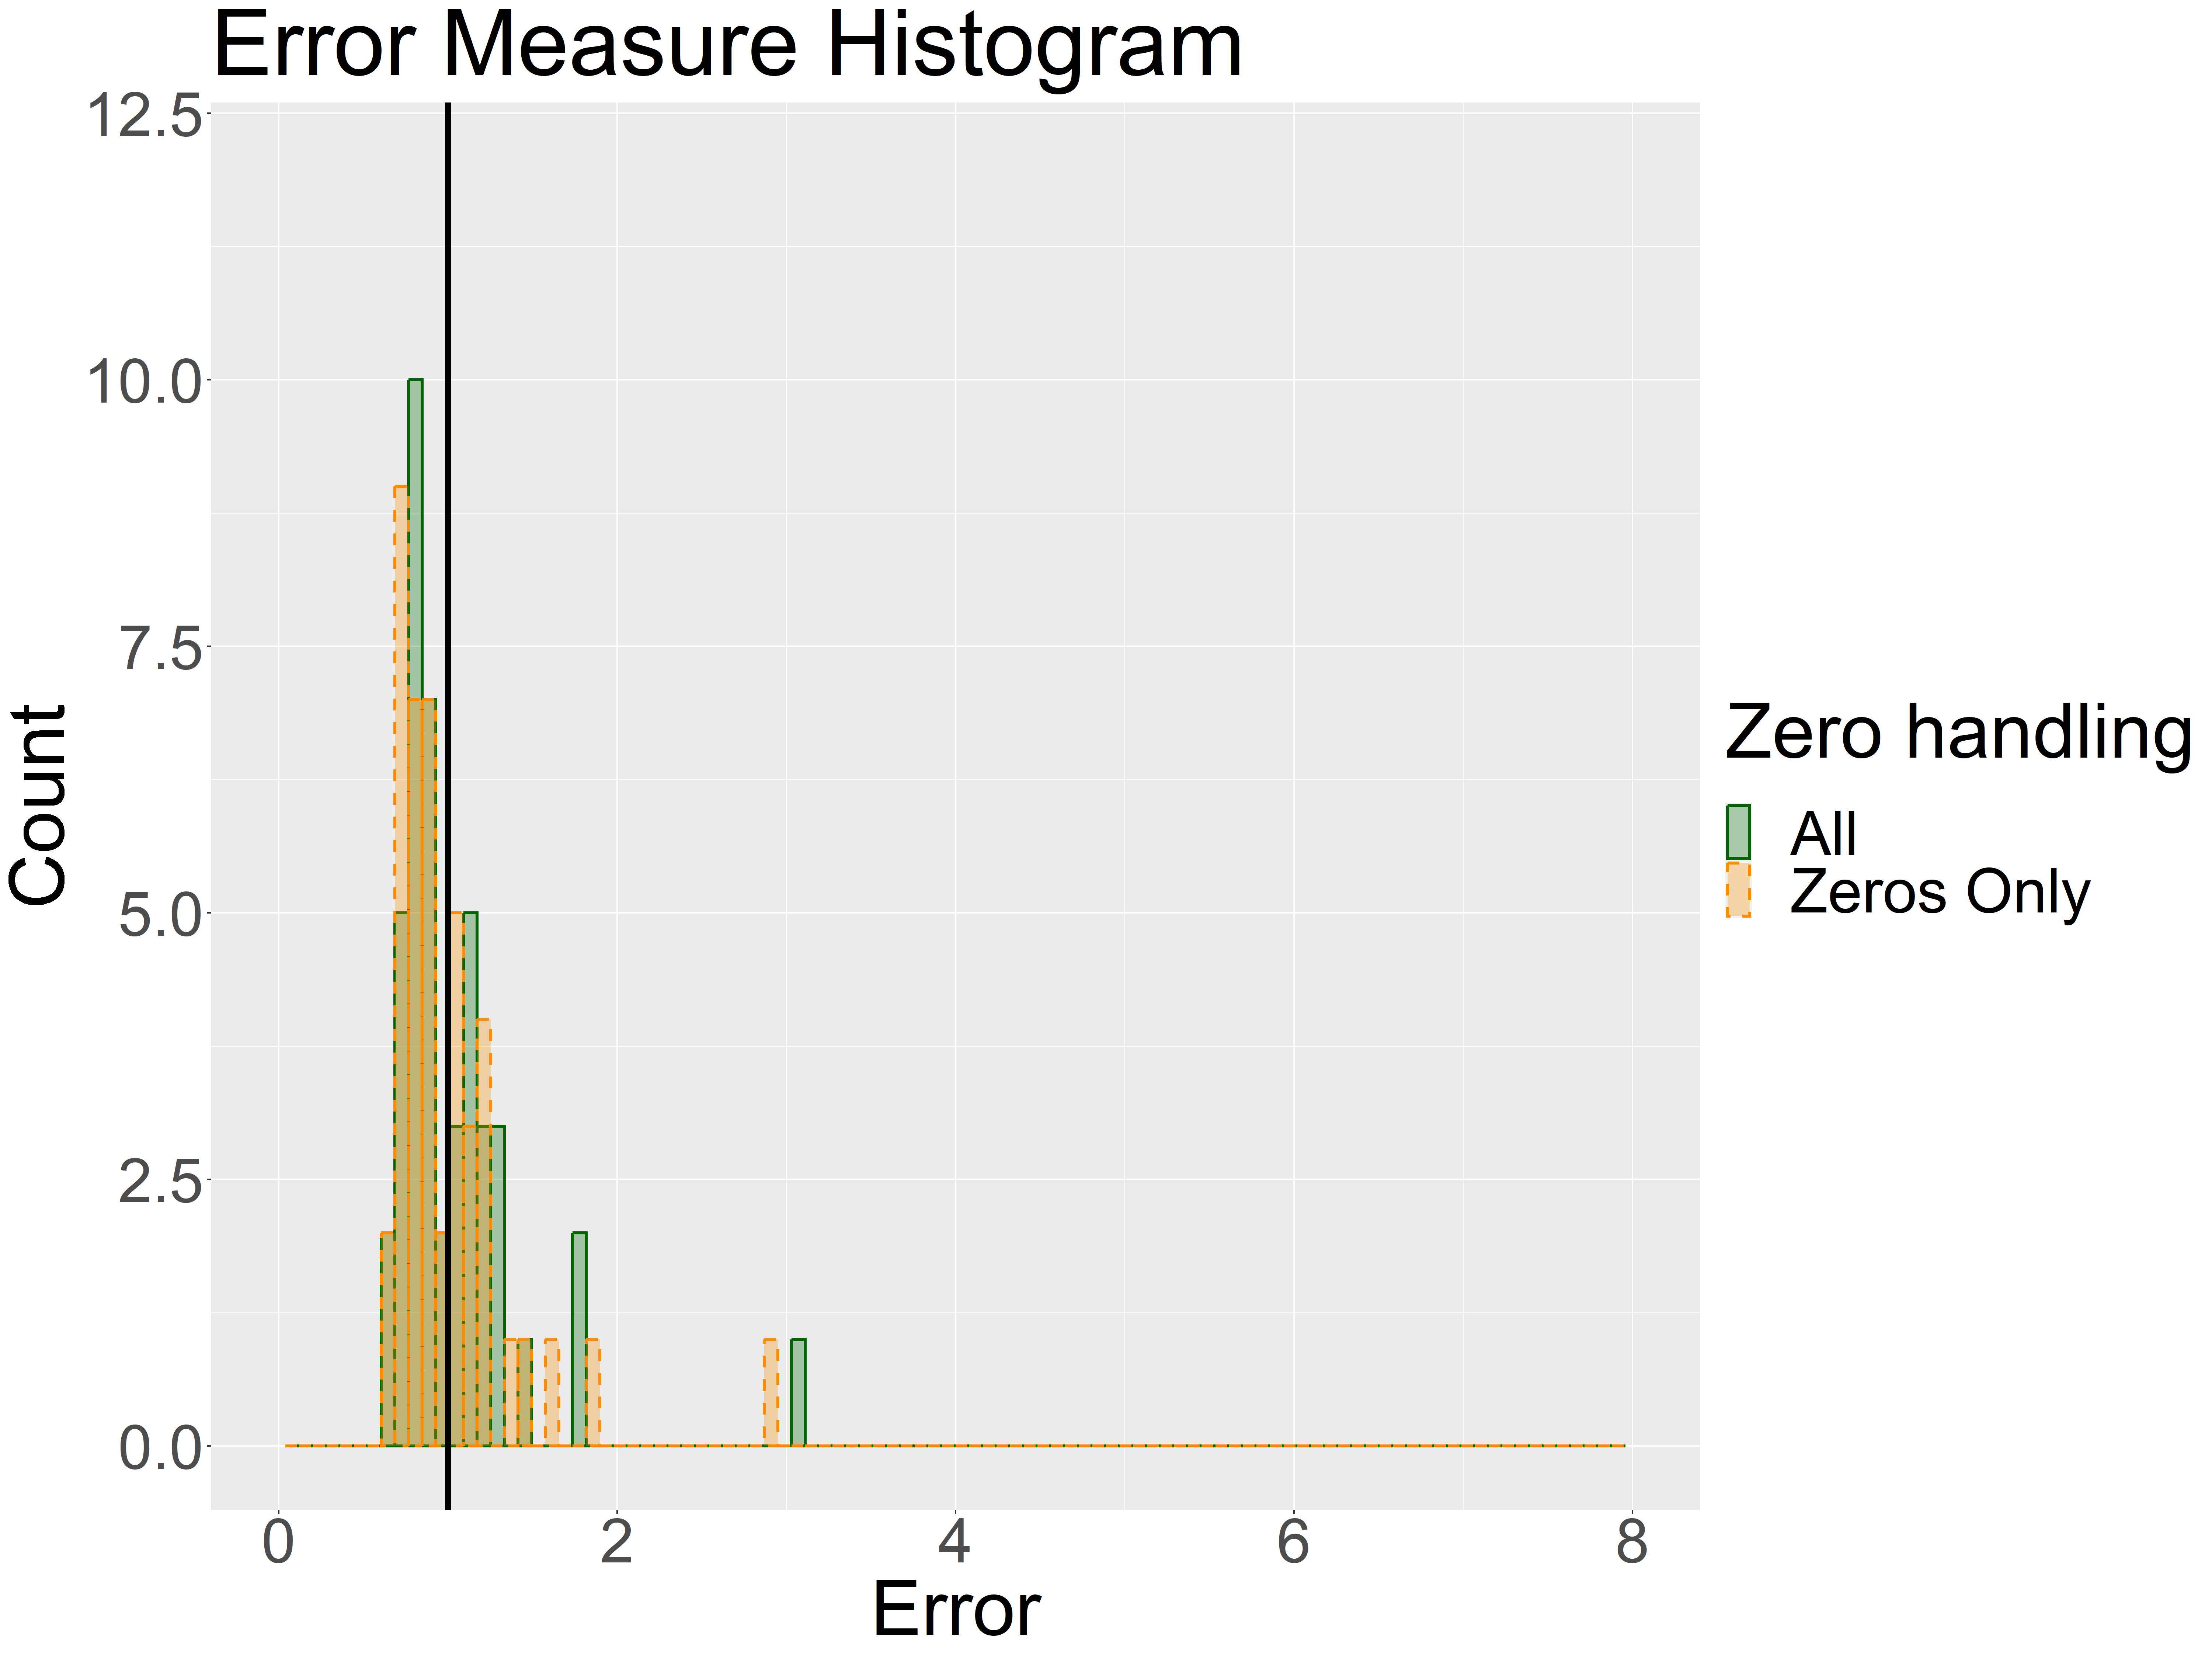 Error Measure Histogram
12.5
10.0
7.5
5.0
2.5
0.0
Count
0 2 4 6 8
Error
Zero handling
All
Zeros Only